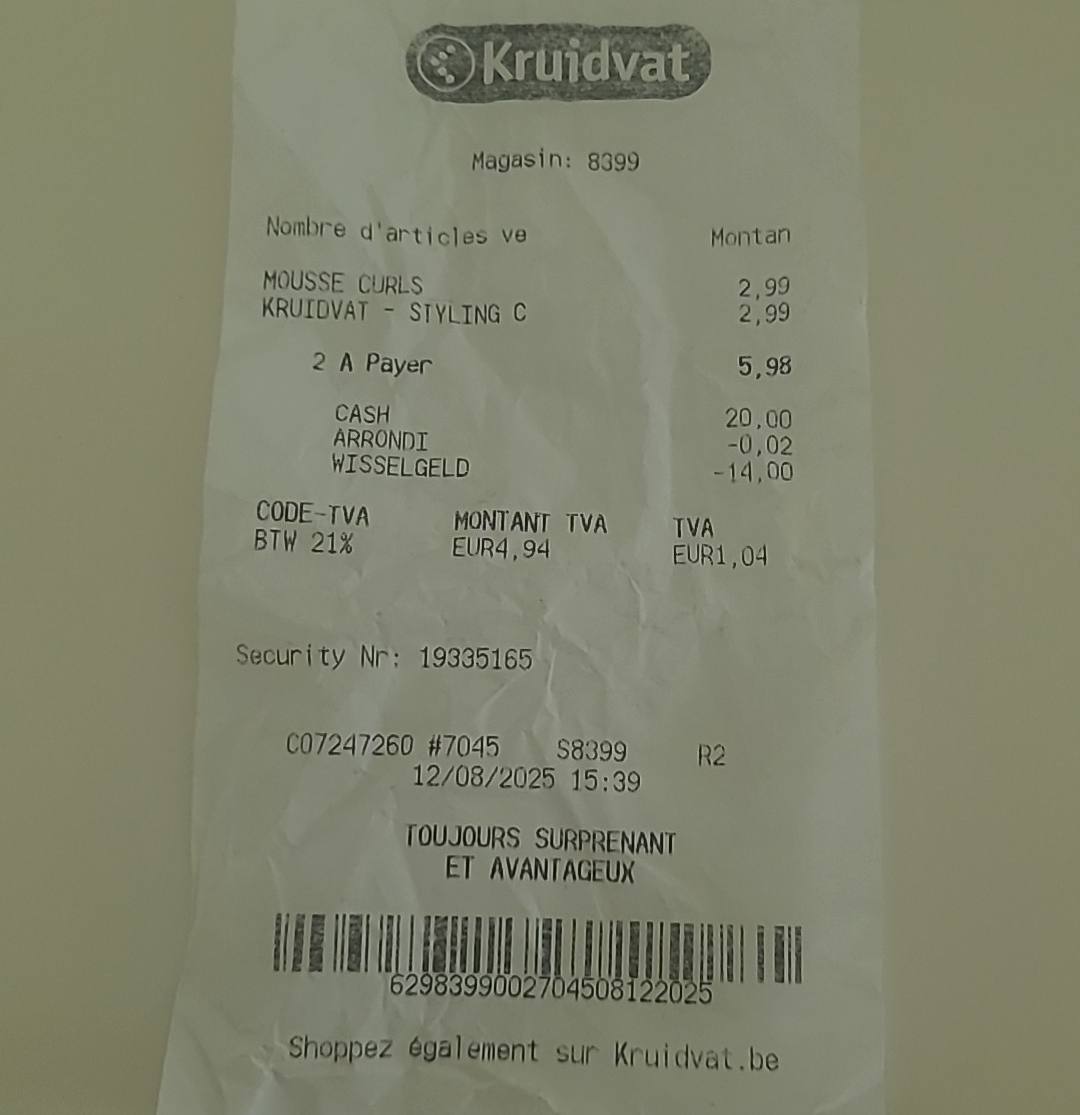 Kruidvat
Magasin: 8399
Nombre d'articles ve Montan
MOUSSE CURLS 2,99
KRUIDVAT - STYLING C 2,99
2 A Payer 5,98
CASH 20,00
ARRONDI -0,02
WISSELGELD -14,00
CODE-TVA MONTANT TVA TVA
BTW 21% EUR4,94 EUR1,04
Security Nr: 19335165
C07247260 #7045 S8399 R2
12/08/2025 15:39
TOUJOURS SURPRENANT
ET AVANTAGEUX
6298399002704508122025
Shoppez également sur Kruidvat.be